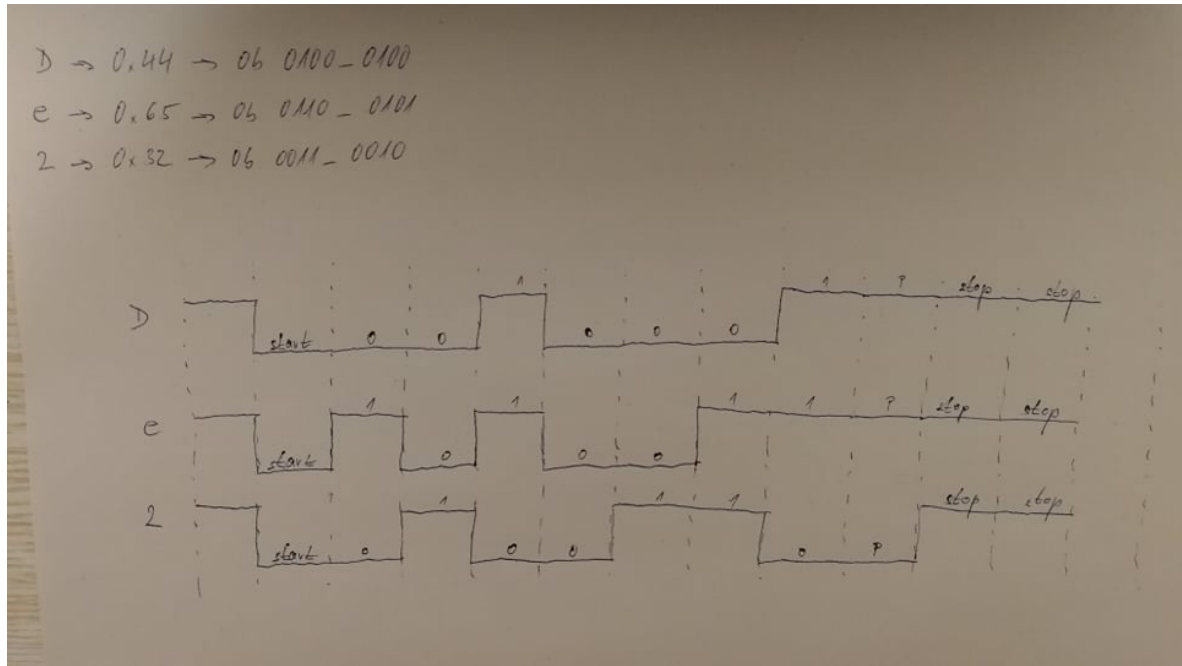 D → 0x44 → 0b 0100_0100
e → 0x65 → 0b 0110_0101
2 → 0x32 → 0b 0011_0010
D start 0 0 1 0 0 0 1 P stop stop
e start 1 0 1 0 0 1 1 P stop stop
2 start 0 1 0 0 1 1 0 P stop stop